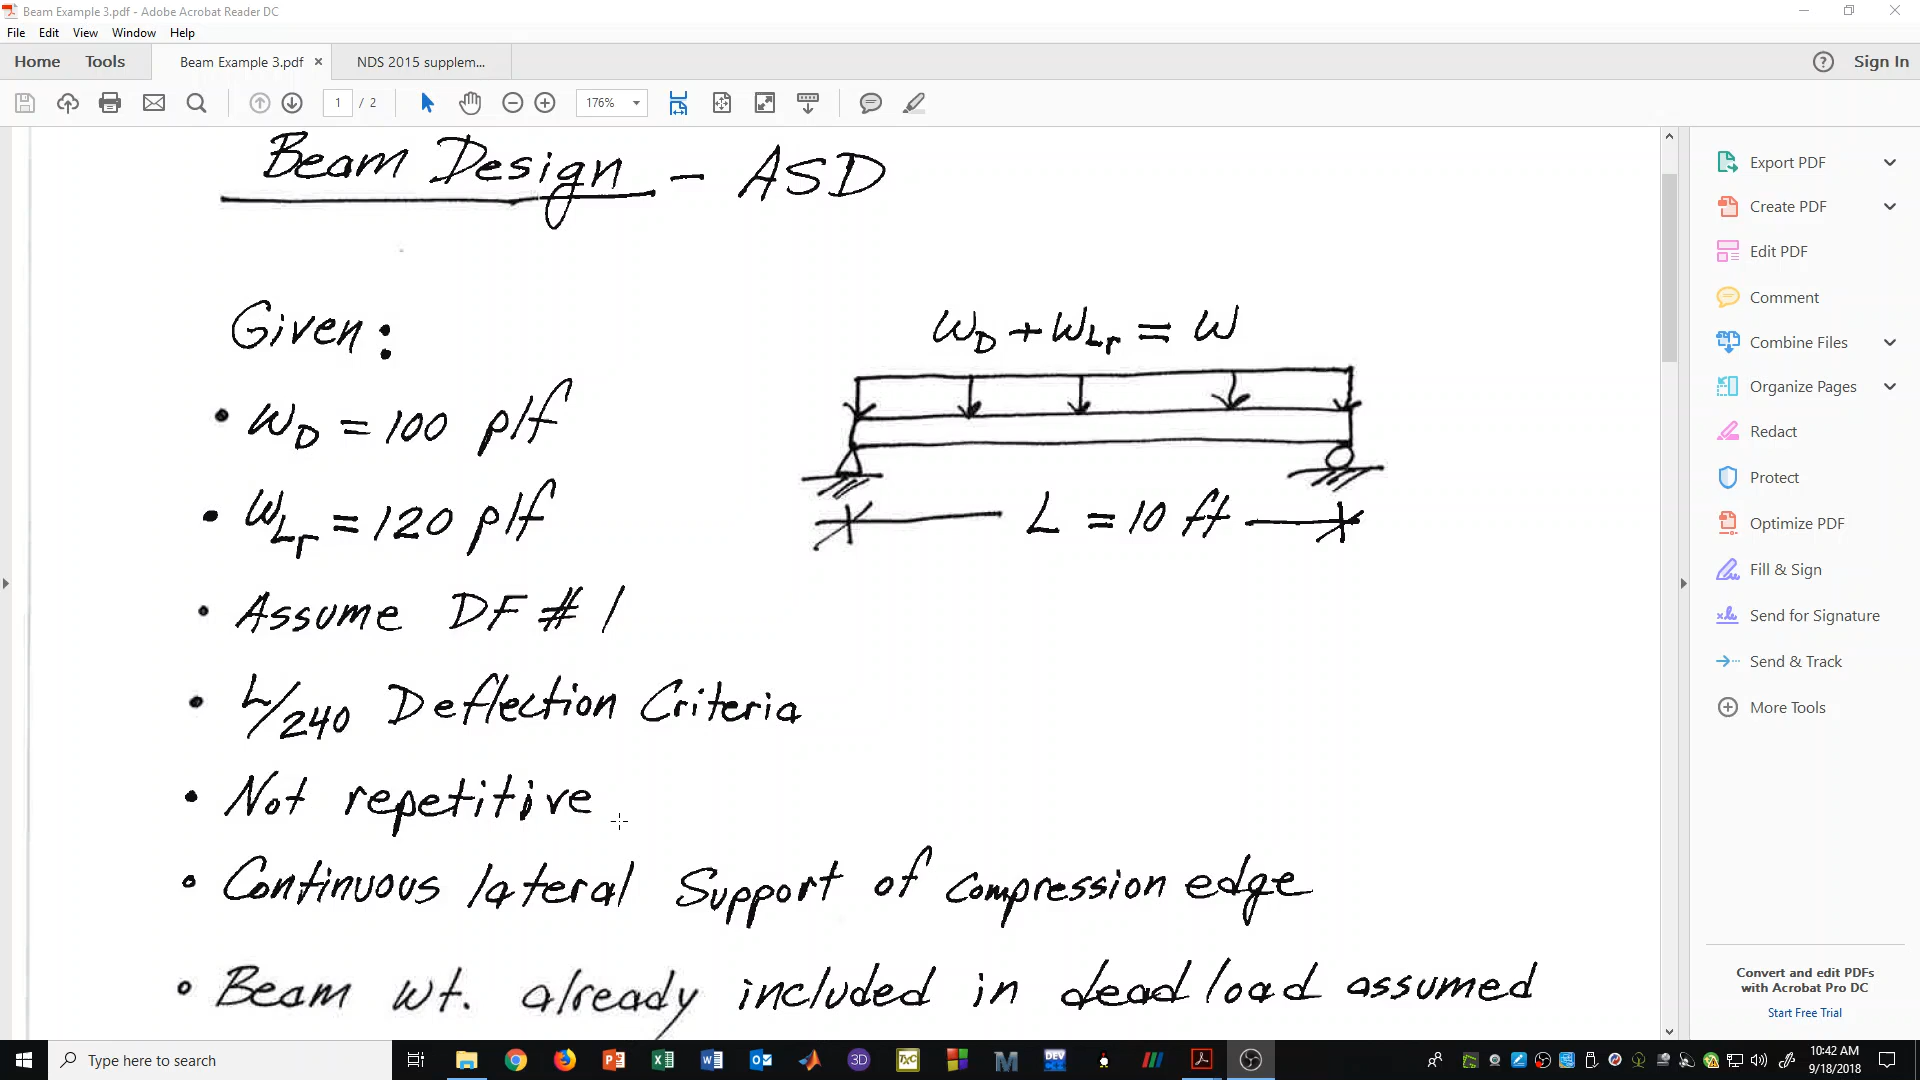 Beam Example 3.pdf - Adobe Acrobat Reader DC
File Edit View Window Help
Home Tools Beam Example 3.pdf × NDS 2015 supplem... ? Sign In
1 / 2 176%
Beam Design - ASD
Given:
W_D + W_Lr = W
• W_D = 100 plf
• W_Lr = 120 plf
L = 10 ft
• Assume DF # 1
• L/240 Deflection Criteria
• Not repetitive
• Continuous lateral Support of compression edge
• Beam wt. already included in dead load assumed
Export PDF
Create PDF
Edit PDF
Comment
Combine Files
Organize Pages
Redact
Protect
Optimize PDF
Fill & Sign
Send for Signature
Send & Track
More Tools
Convert and edit PDFs
with Acrobat Pro DC
Start Free Trial
Type here to search
10:42 AM
9/18/2018